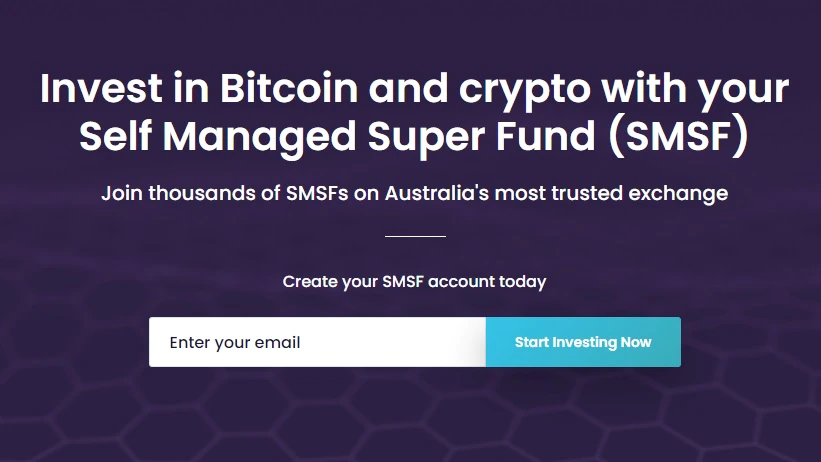 Invest in Bitcoin and crypto with your
Self Managed Super Fund (SMSF)
Join thousands of SMSFs on Australia's most trusted exchange
Create your SMSF account today
Enter your email
Start Investing Now